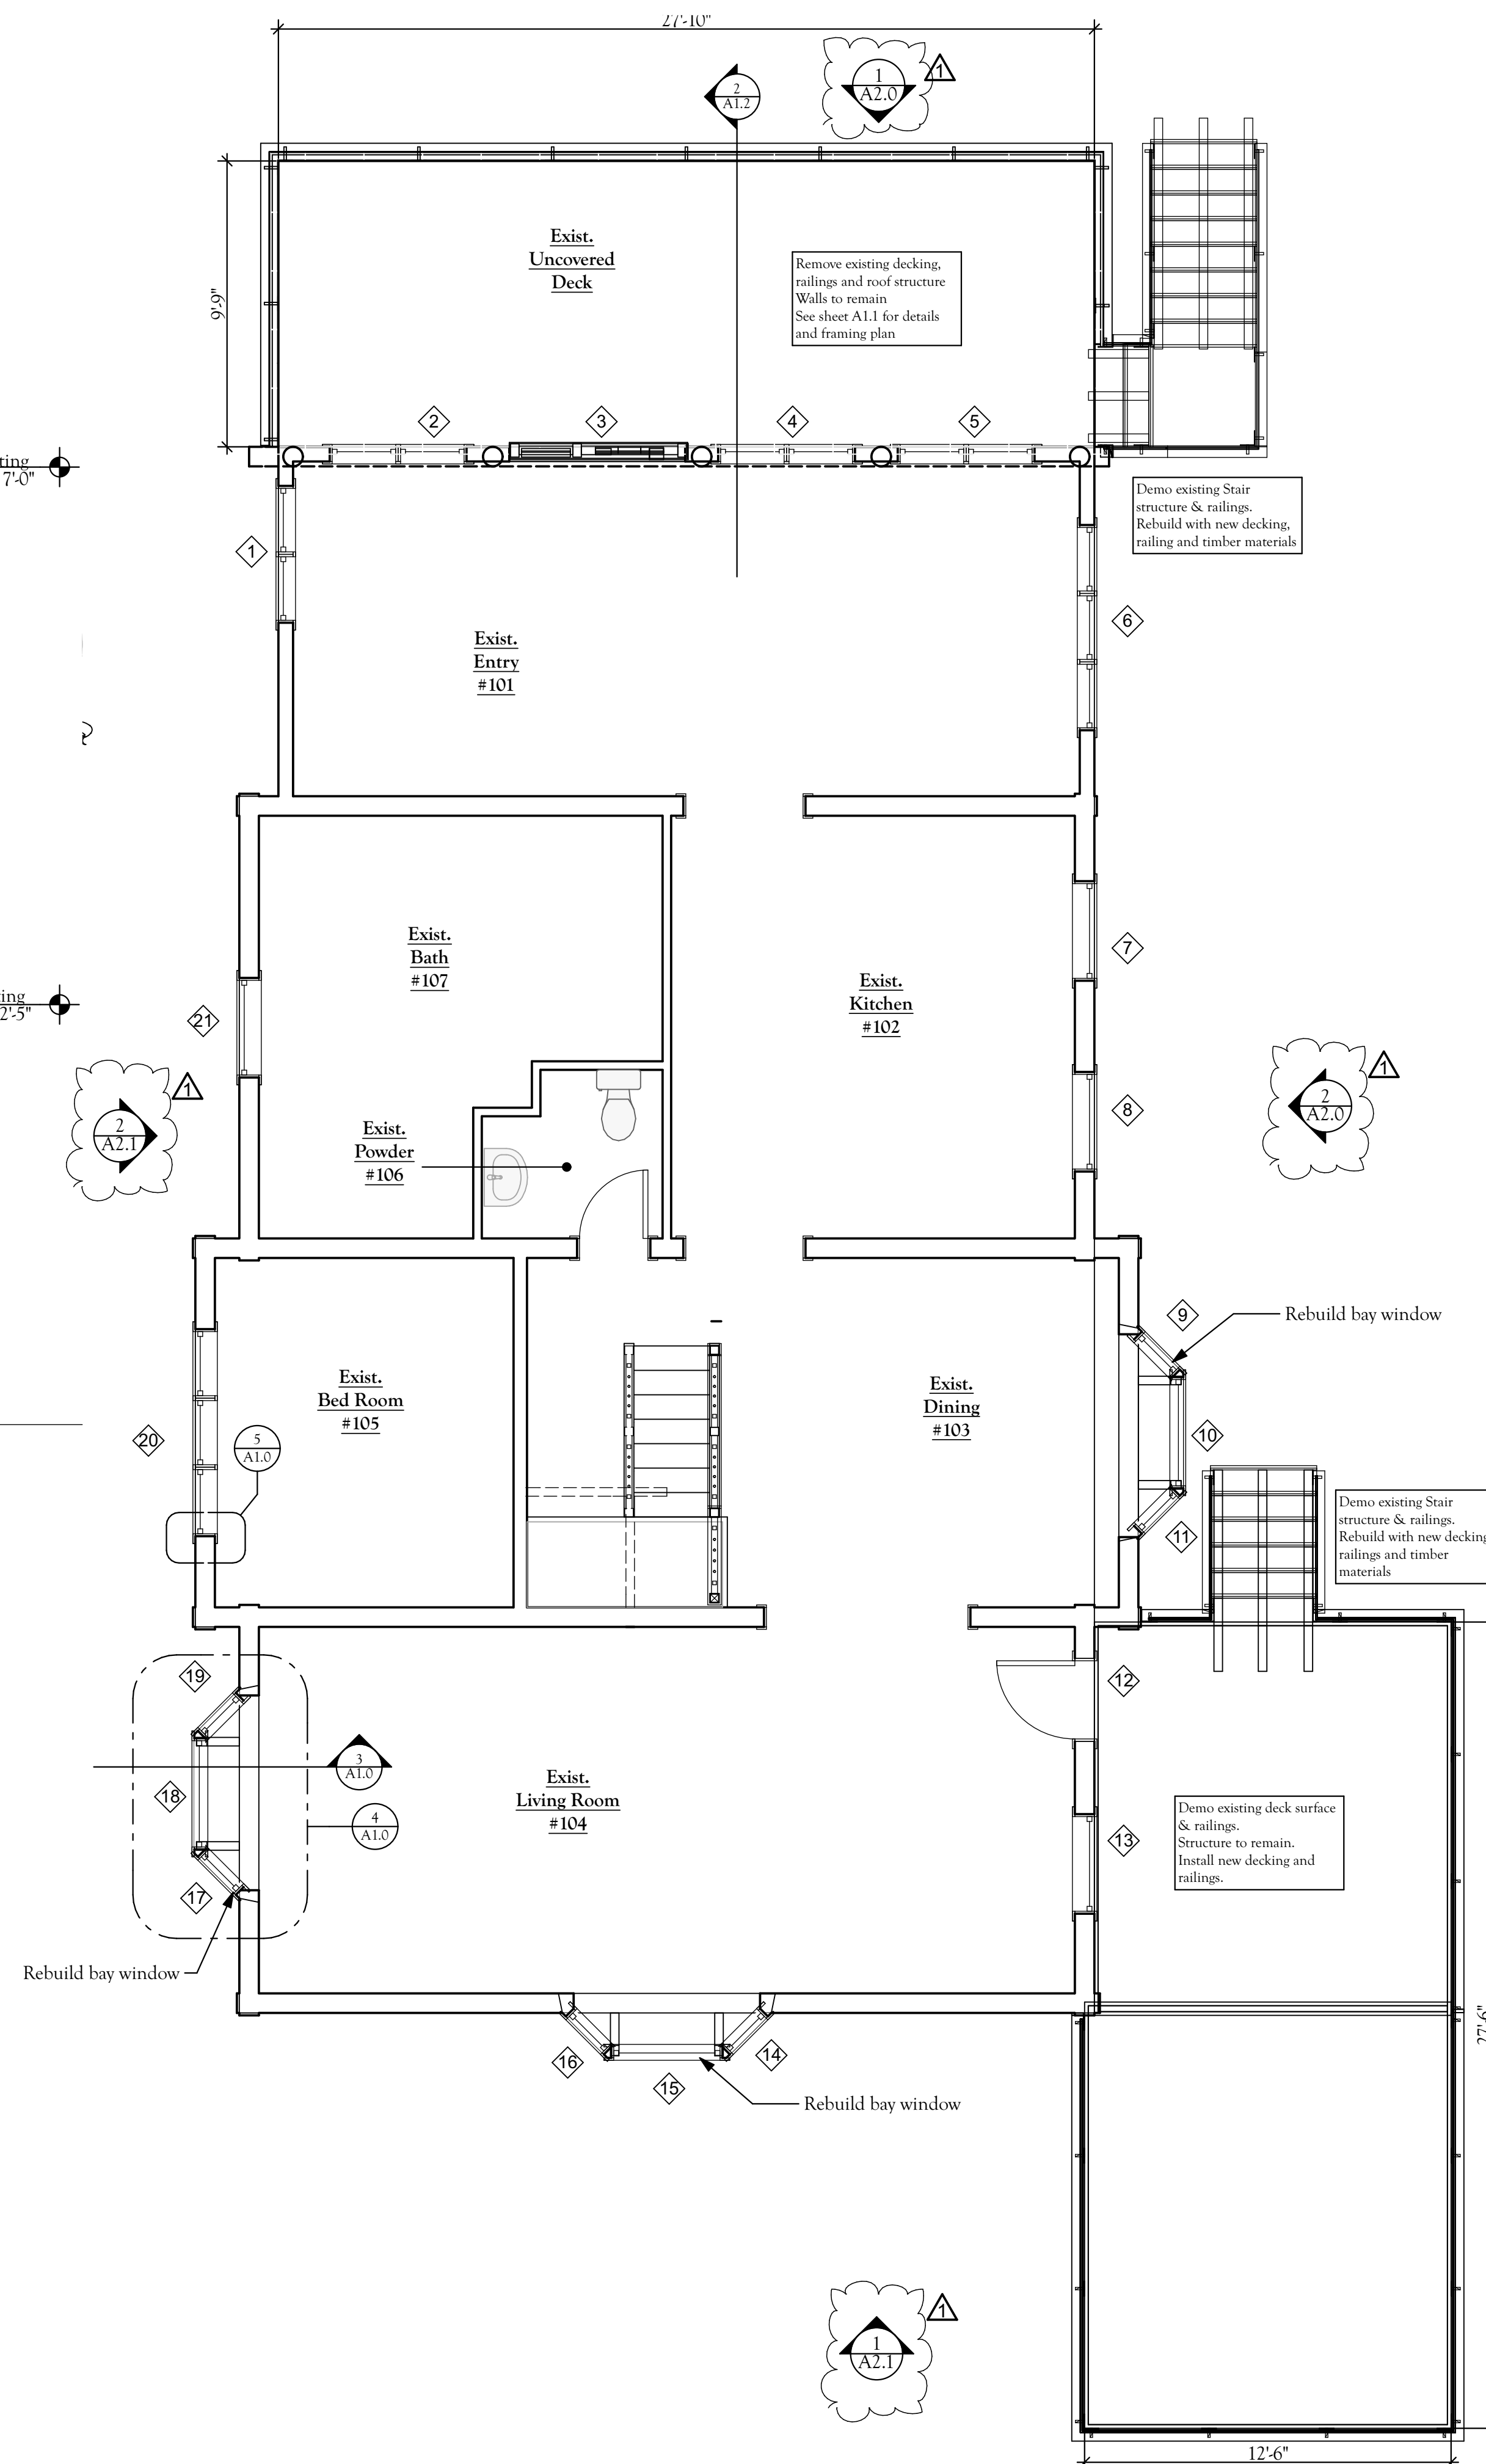 27'-10"
1
A2.0
1
2
A1.2
Exist.
Uncovered
Deck
Remove existing decking,
railings and roof structure
Walls to remain
See sheet A1.1 for details
and framing plan
9'-9"
2
3
4
5
7'-0"
Demo existing Stair
structure & railings.
Rebuild with new decking,
railing and timber materials
1
6
Exist.
Entry
#101
Exist.
Bath
#107
7
Exist.
Kitchen
#102
2'-5"
21
1
2
A2.1
8
1
2
A2.0
Exist.
Powder
#106
9
Rebuild bay window
Exist.
Bed Room
#105
Exist.
Dining
#103
20
5
A1.0
10
11
Demo existing Stair
structure & railings.
Rebuild with new decking
railings and timber
materials
19
12
3
A1.0
18
4
A1.0
Exist.
Living Room
#104
Demo existing deck surface
& railings.
Structure to remain.
Install new decking and
railings.
13
17
Rebuild bay window
16
14
15
Rebuild bay window
27'-6"
1
1
A2.1
12'-6"